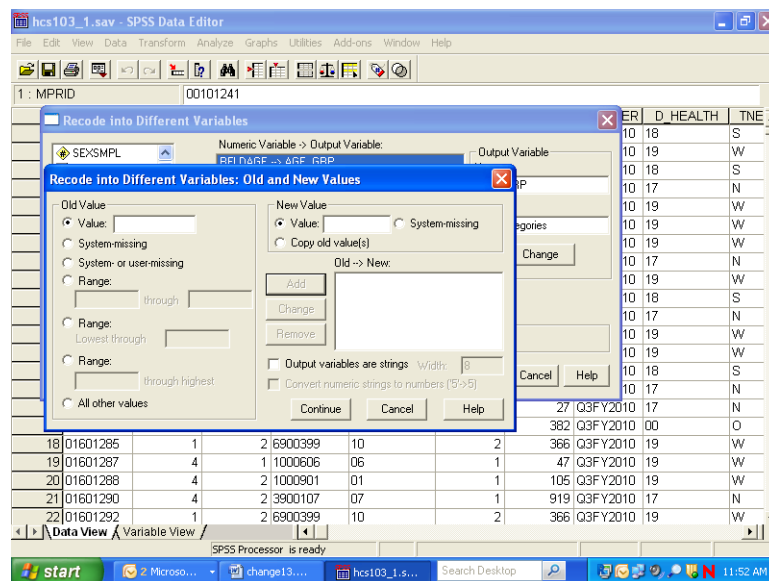 hcs103_1.sav - SPSS Data Editor
File Edit View Data Transform Analyze Graphs Utilities Add-ons Window Help
1 : MPRID 00101241
ER D_HEALTH TNE
Recode into Different Variables
SEXSMPL
Numeric Variable -> Output Variable:
Output Variable
Recode into Different Variables: Old and New Values
egories
Change
Cancel Help
Old Value
Value:
System-missing
System- or user-missing
Range:
through
Range:
Lowest through
Range:
through highest
All other values
New Value
Value: System-missing
Copy old value(s)
Old --> New:
Add
Change
Remove
Output variables are strings Width: 8
Convert numeric strings to numbers ('5'->5)
Continue Cancel Help
10 18 S
10 19 W
10 18 S
10 17 N
10 19 W
10 19 W
10 19 W
10 17 N
10 19 W
10 18 S
10 17 N
10 19 W
10 19 W
10 18 S
10 17 N
27 Q3FY2010 17 N
382 Q3FY2010 00 O
18 01601285 1 2 6900399 10 2 366 Q3FY2010 19 W
19 01601287 4 1 1000606 06 1 47 Q3FY2010 19 W
20 01601288 4 2 1000901 01 1 105 Q3FY2010 19 W
21 01601290 4 2 3900107 07 1 919 Q3FY2010 17 N
22 01601292 1 2 6900399 10 2 366 Q3FY2010 19 W
Data View Variable View
SPSS Processor is ready
start 2 Microso... change13.... hcs103_1.s... Search Desktop N 11:52 AM